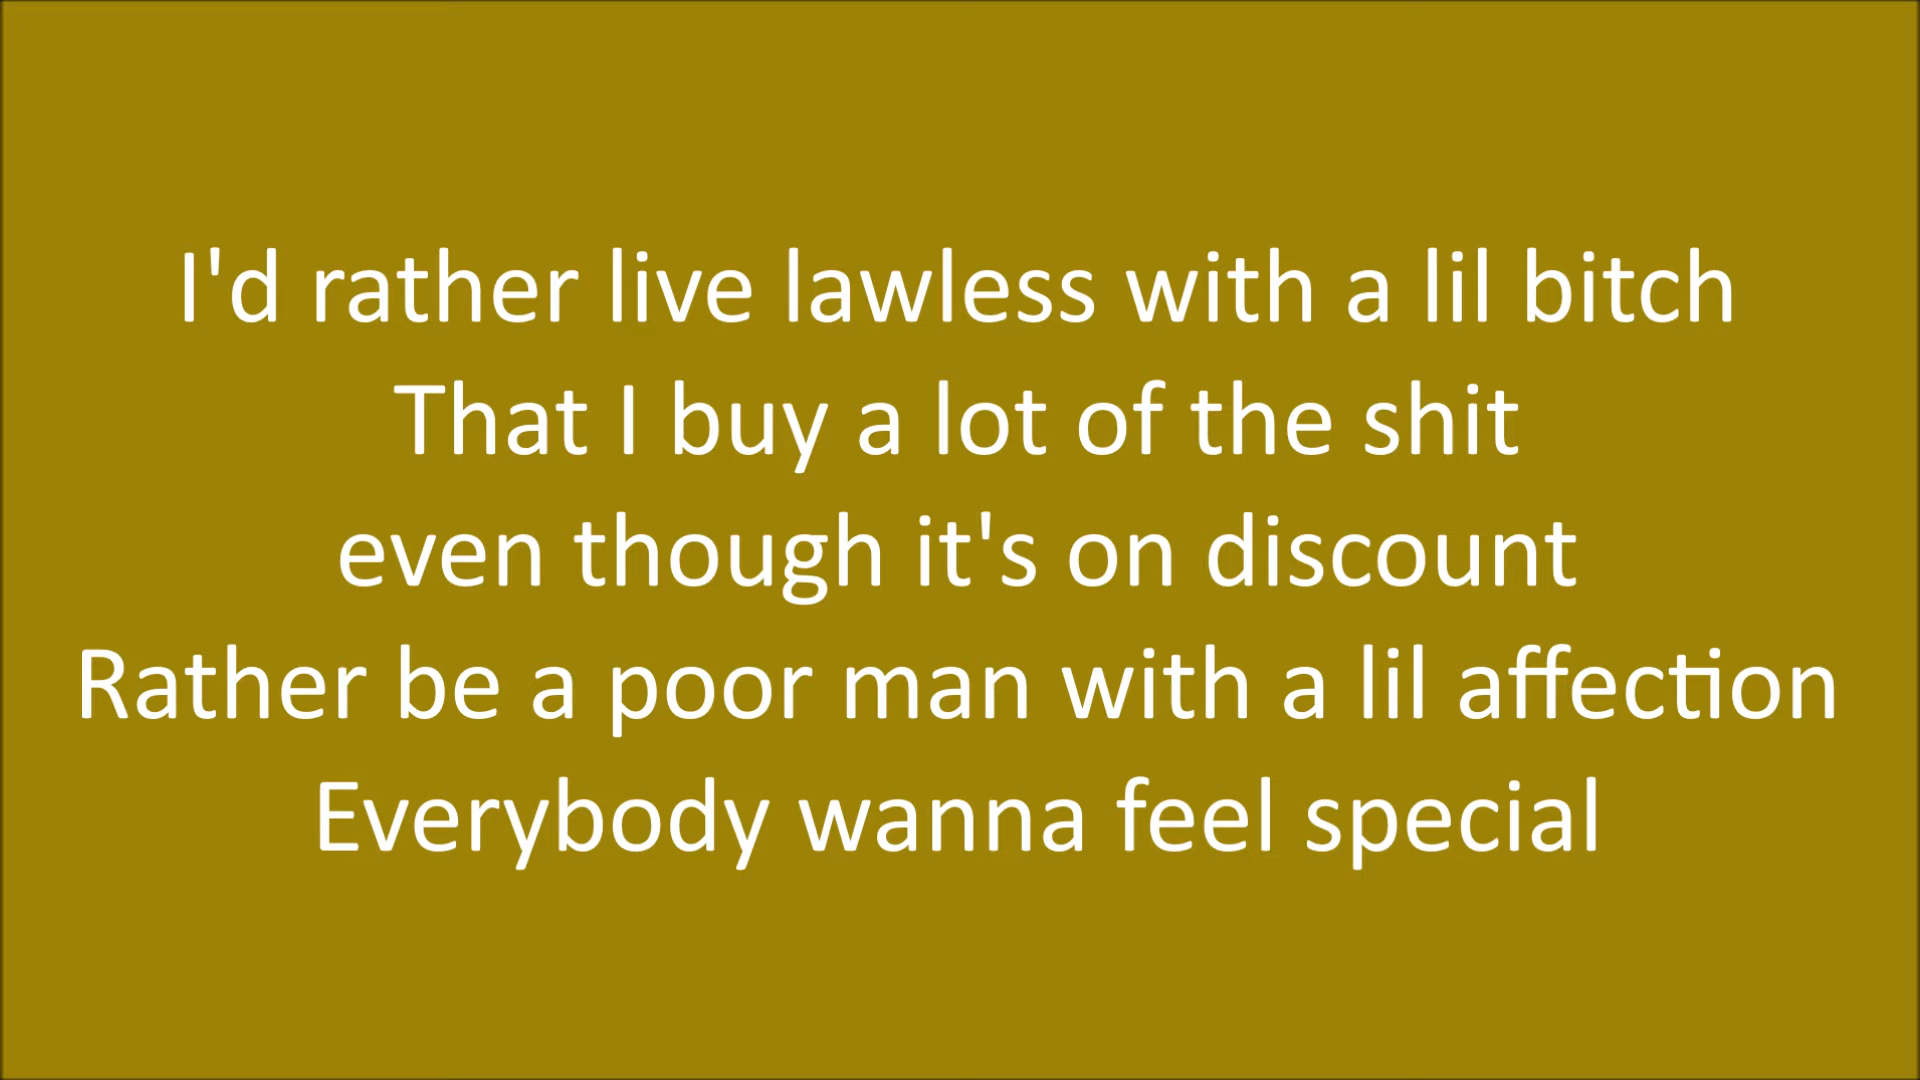 I'd rather live lawless with a lil bitch
That I buy a lot of the shit
even though it's on discount
Rather be a poor man with a lil affection
Everybody wanna feel special